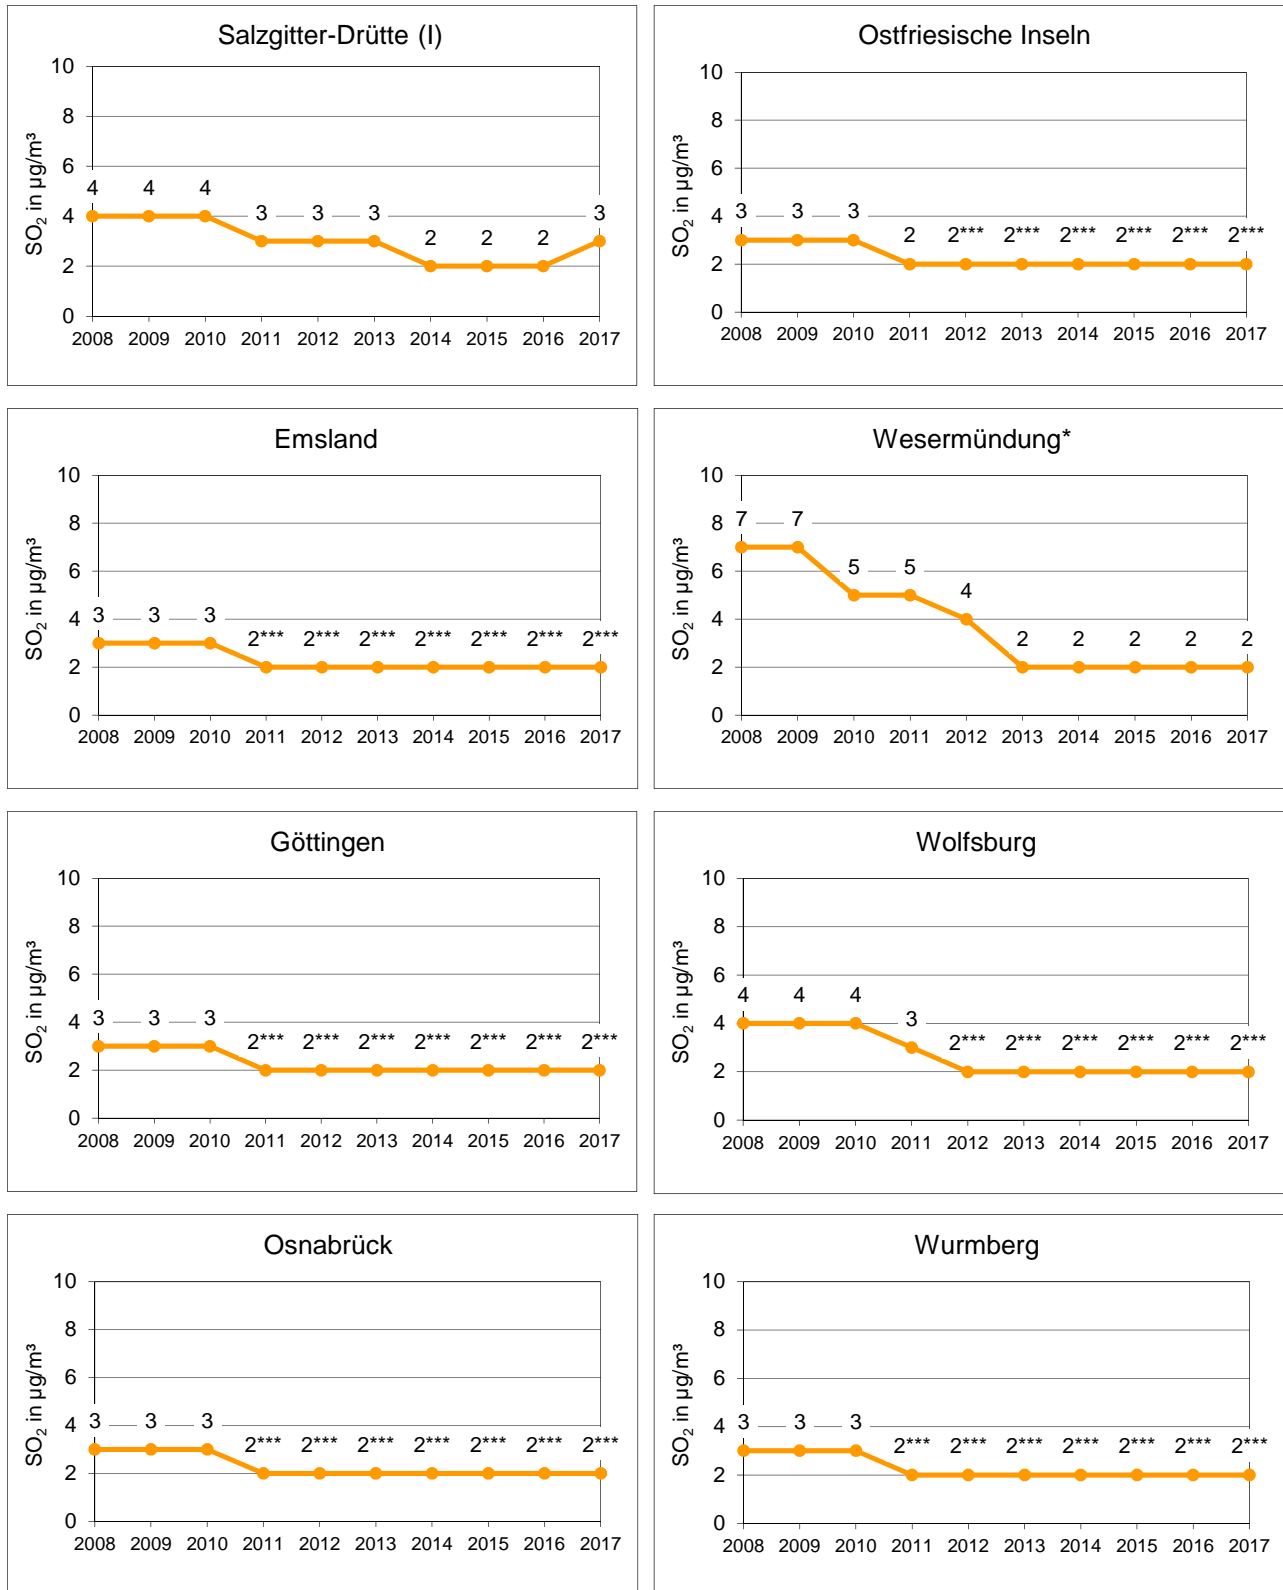 Salzgitter-Drütte (I)
SO₂ in µg/m³
10
8
6
4
2
0
4 4 4 3 3 3 2 2 2 3
2008 2009 2010 2011 2012 2013 2014 2015 2016 2017
Ostfriesische Inseln
SO₂ in µg/m³
10
8
6
4
2
0
3 3 3 2 2*** 2*** 2*** 2*** 2*** 2***
2008 2009 2010 2011 2012 2013 2014 2015 2016 2017
Emsland
SO₂ in µg/m³
10
8
6
4
2
0
3 3 3 2*** 2*** 2*** 2*** 2*** 2*** 2***
2008 2009 2010 2011 2012 2013 2014 2015 2016 2017
Wesermündung*
SO₂ in µg/m³
10
8
6
4
2
0
7 7 5 5 4 2 2 2 2 2
2008 2009 2010 2011 2012 2013 2014 2015 2016 2017
Göttingen
SO₂ in µg/m³
10
8
6
4
2
0
3 3 3 2*** 2*** 2*** 2*** 2*** 2*** 2***
2008 2009 2010 2011 2012 2013 2014 2015 2016 2017
Wolfsburg
SO₂ in µg/m³
10
8
6
4
2
0
4 4 4 3 2*** 2*** 2*** 2*** 2*** 2***
2008 2009 2010 2011 2012 2013 2014 2015 2016 2017
Osnabrück
SO₂ in µg/m³
10
8
6
4
2
0
3 3 3 2*** 2*** 2*** 2*** 2*** 2*** 2***
2008 2009 2010 2011 2012 2013 2014 2015 2016 2017
Wurmberg
SO₂ in µg/m³
10
8
6
4
2
0
3 3 3 2*** 2*** 2*** 2*** 2*** 2*** 2***
2008 2009 2010 2011 2012 2013 2014 2015 2016 2017